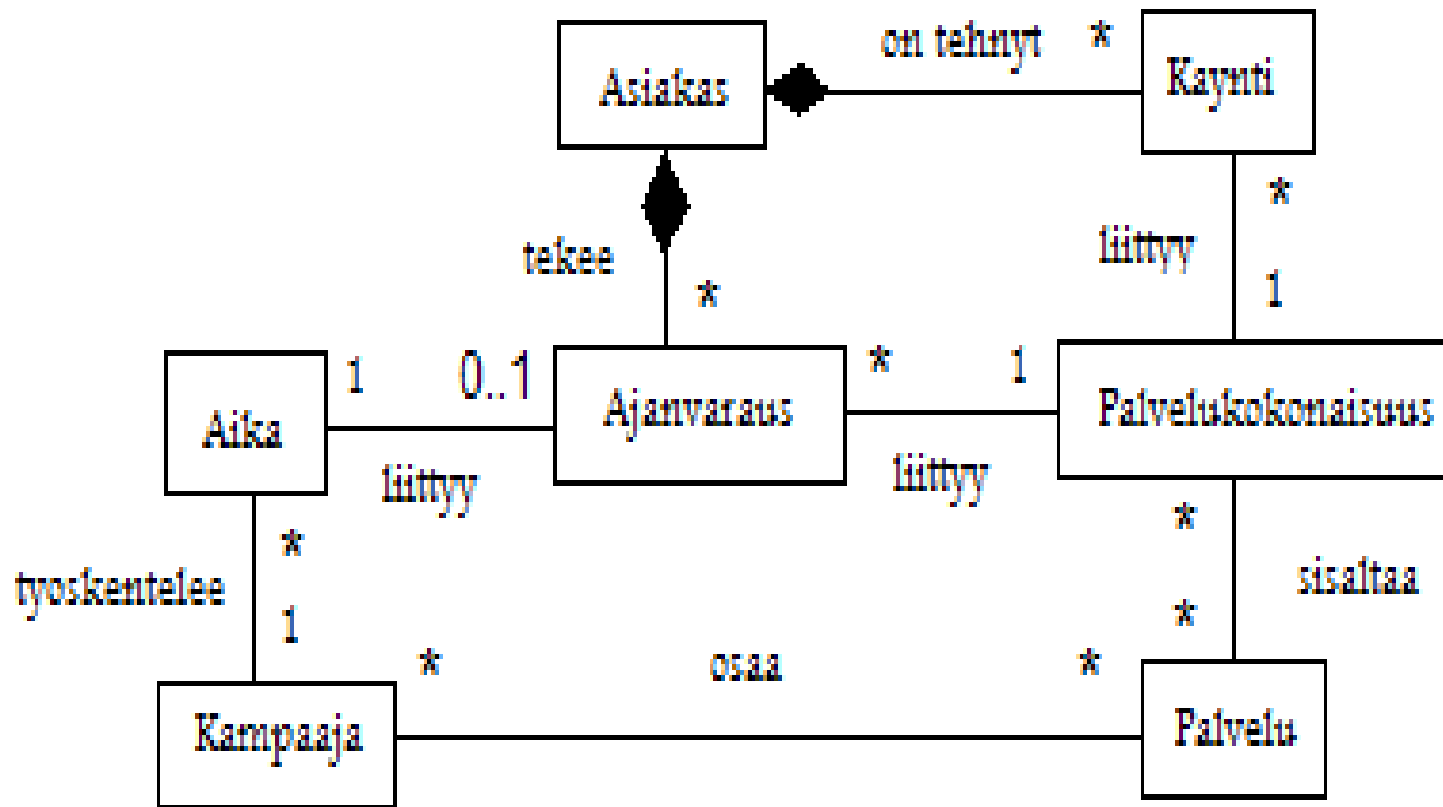 on tehnyt *
Asiakas
Kaynti
*
tekee
liittyy
*
1
1
0..1
*
1
Aika
Ajanvaraus
Palvelukokonaisuus
liittyy
liittyy
*
*
tyoskentelee
sisaltaa
1
*
*
osaa
*
Kampaaja
Palvelu